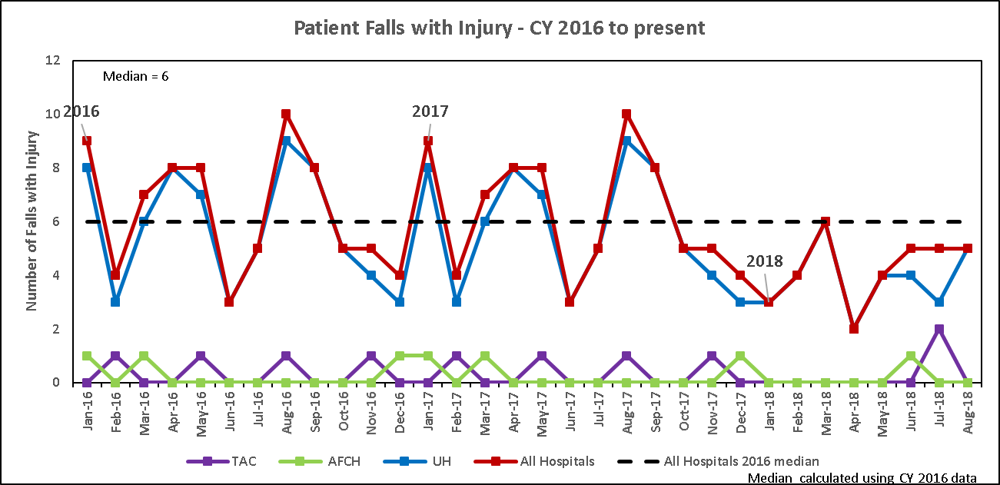 Patient Falls with Injury - CY 2016 to present
Number of Falls with Injury
12
10
8
6
4
2
0
Median = 6
2016
2017
2018
Jan-16
Feb-16
Mar-16
Apr-16
May-16
Jun-16
Jul-16
Aug-16
Sep-16
Oct-16
Nov-16
Dec-16
Jan-17
Feb-17
Mar-17
Apr-17
May-17
Jun-17
Jul-17
Aug-17
Sep-17
Oct-17
Nov-17
Dec-17
Jan-18
Feb-18
Mar-18
Apr-18
May-18
Jun-18
Jul-18
Aug-18
TAC
AFCH
UH
All Hospitals
All Hospitals 2016 median
Median calculated using CY 2016 data